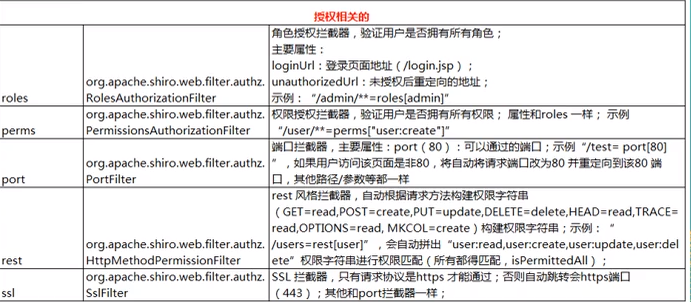 授权相关的
角色授权拦截器，验证用户是否拥有所有角色；
主要属性：
loginUrl：登录页面地址（/login.jsp）；
unauthorizedUrl：未授权后重定向的地址；
示例：“/admin/**=roles[admin]”
roles
org.apache.shiro.web.filter.authz.
RolesAuthorizationFilter
权限授权拦截器，验证用户是否拥有所有权限； 属性和roles 一样； 示例
“/user/**=perms["user:create"]”
perms
org.apache.shiro.web.filter.authz.
PermissionsAuthorizationFilter
端口拦截器，主要属性：port（80）：可以通过的端口；示例“/test= port[80]
”，如果用户访问该页面是非80，将自动将请求端口改为80 并重定向到该80 端
口，其他路径/参数等都一样
port
org.apache.shiro.web.filter.authz.
PortFilter
rest 风格拦截器，自动根据请求方法构建权限字符串
（GET=read,POST=create,PUT=update,DELETE=delete,HEAD=read,TRACE=
read,OPTIONS=read, MKCOL=create）构建权限字符串；示例：“
/users=rest[user]”，会自动拼出“user:read,user:create,user:update,user:del
ete”权限字符串进行权限匹配（所有都得匹配，isPermittedAll）；
rest
org.apache.shiro.web.filter.authz.
HttpMethodPermissionFilter
SSL 拦截器，只有请求协议是https 才能通过；否则自动跳转会https端口
（443）；其他和port拦截器一样；
ssl
org.apache.shiro.web.filter.authz.
SslFilter